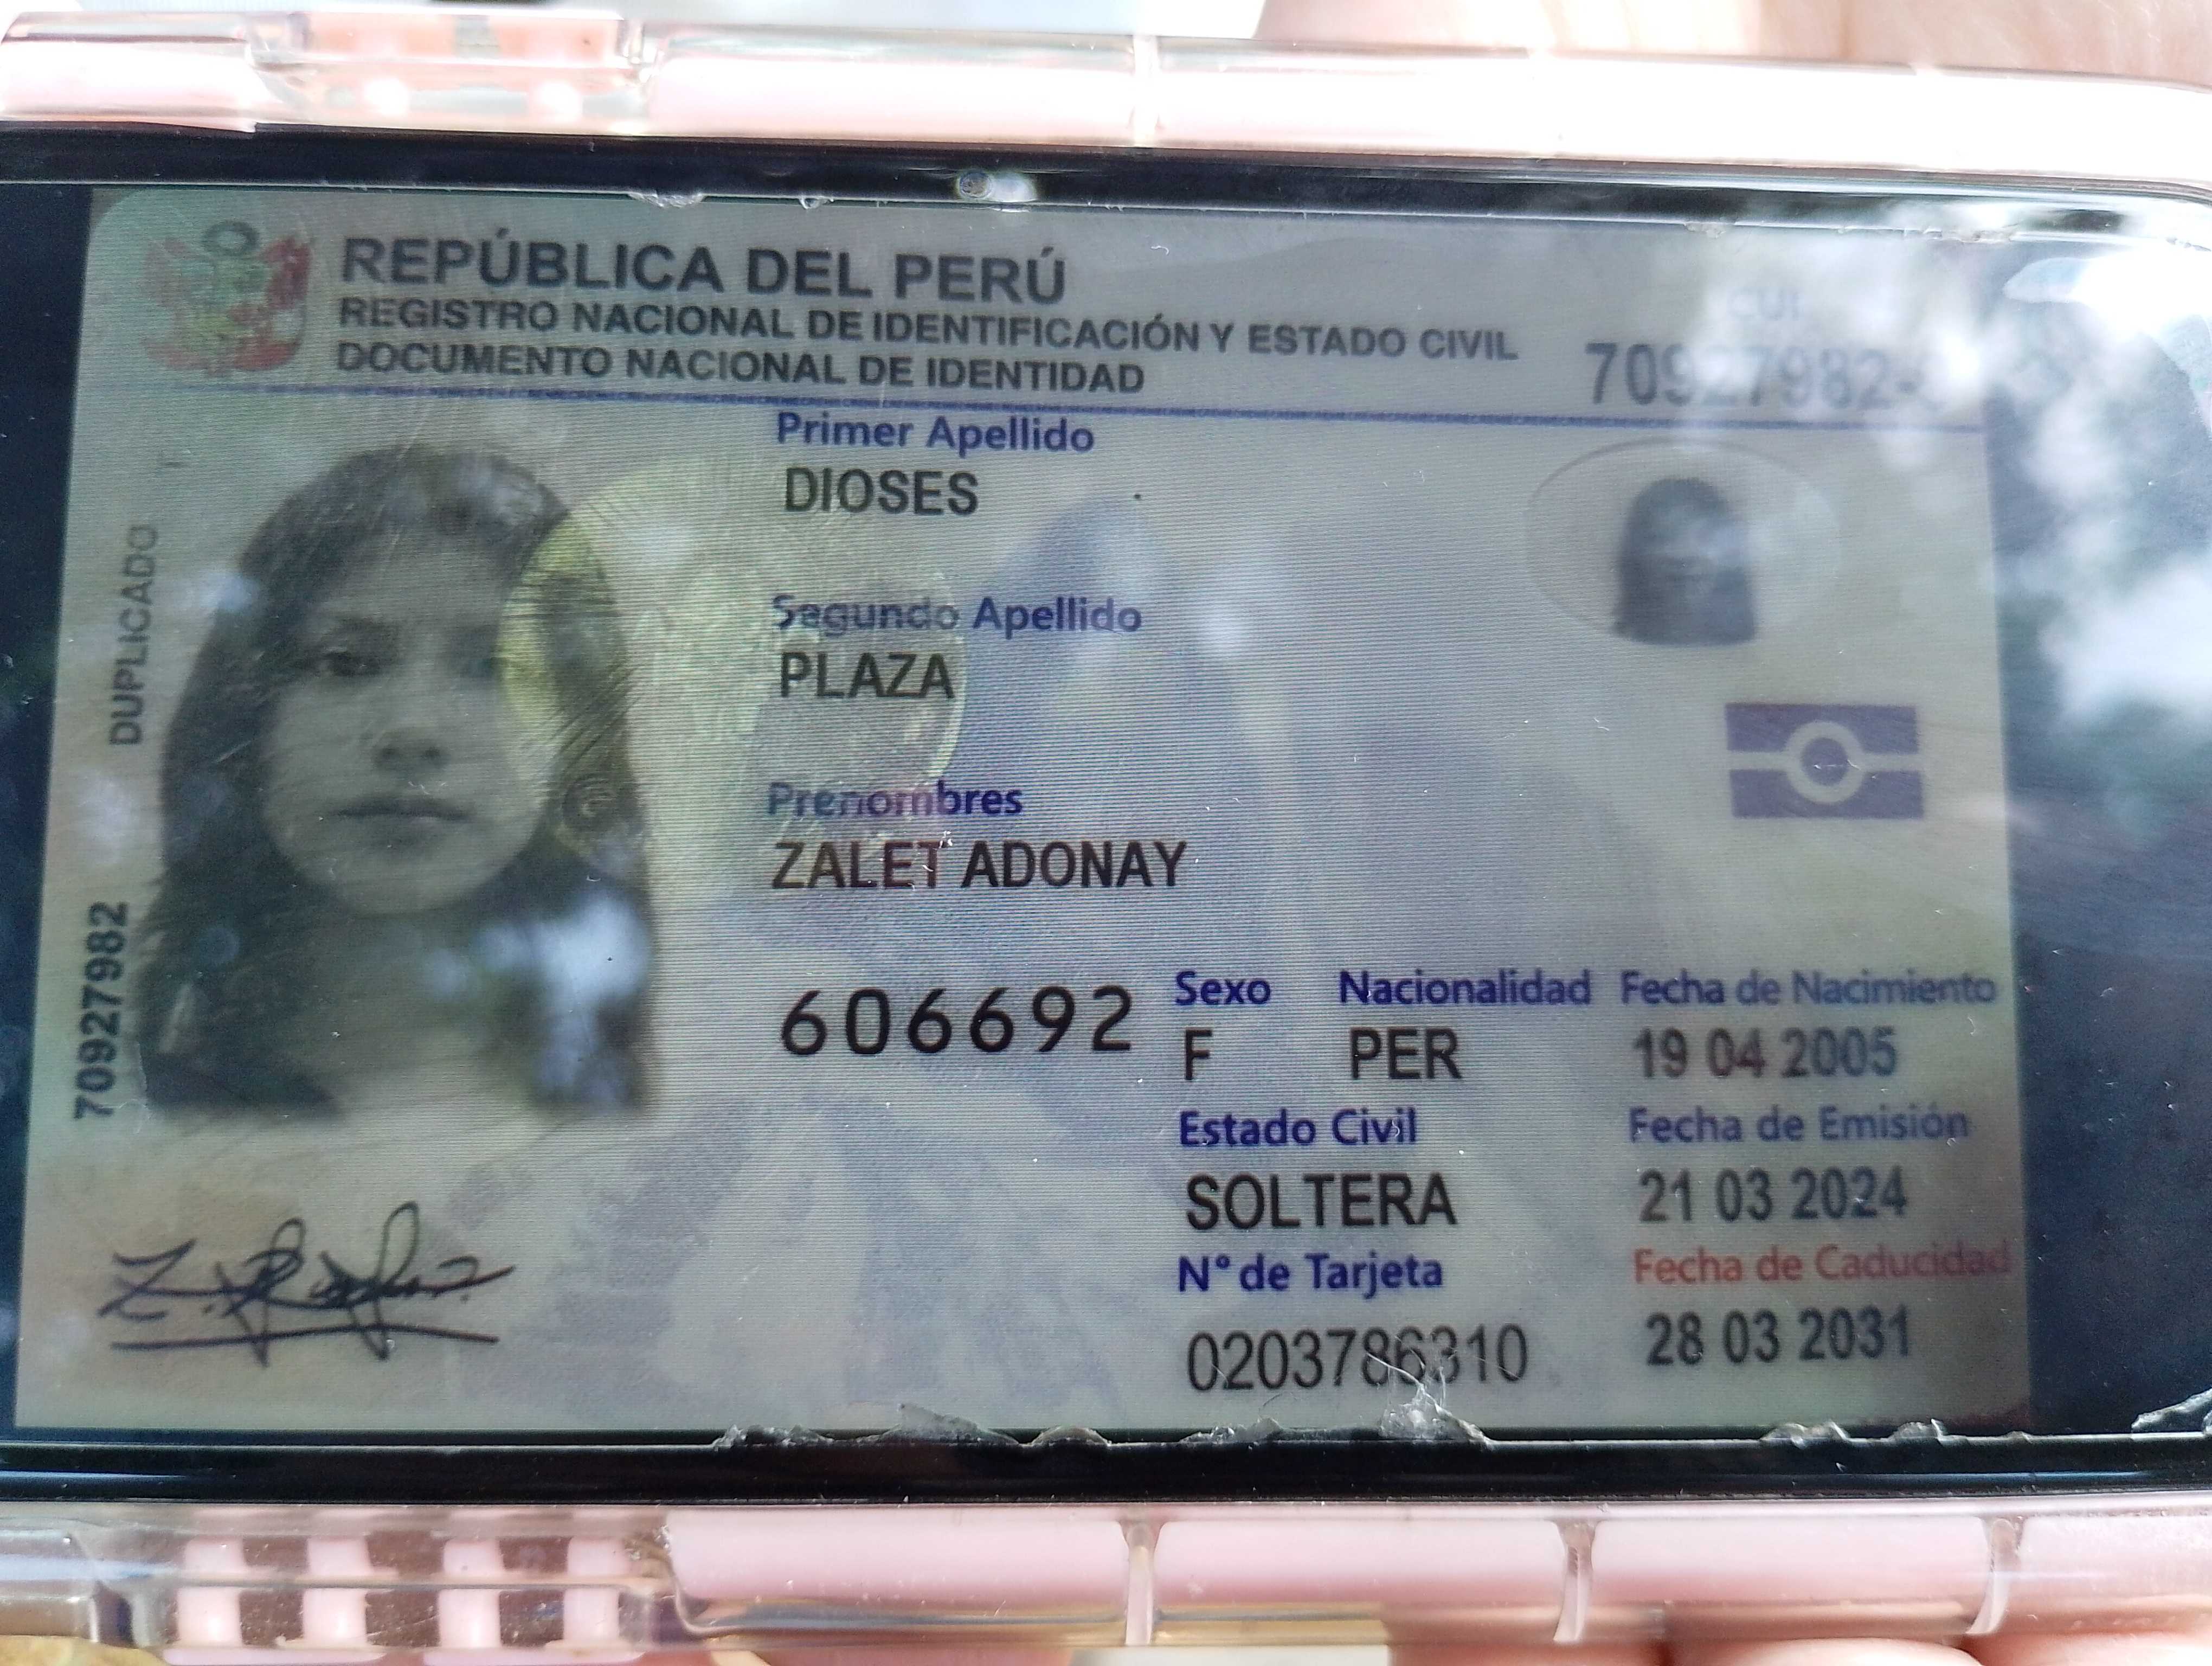 REPÚBLICA DEL PERÚ
REGISTRO NACIONAL DE IDENTIFICACIÓN Y ESTADO CIVIL
DOCUMENTO NACIONAL DE IDENTIDAD
CUI
70927982-
Primer Apellido
DIOSES
Segundo Apellido
PLAZA
Prenombres
ZALET ADONAY
DUPLICADO
70927982
606692
Sexo Nacionalidad Fecha de Nacimiento
F PER 19 04 2005
Estado Civil Fecha de Emisión
SOLTERA 21 03 2024
N° de Tarjeta Fecha de Caducidad
0203786310 28 03 2031